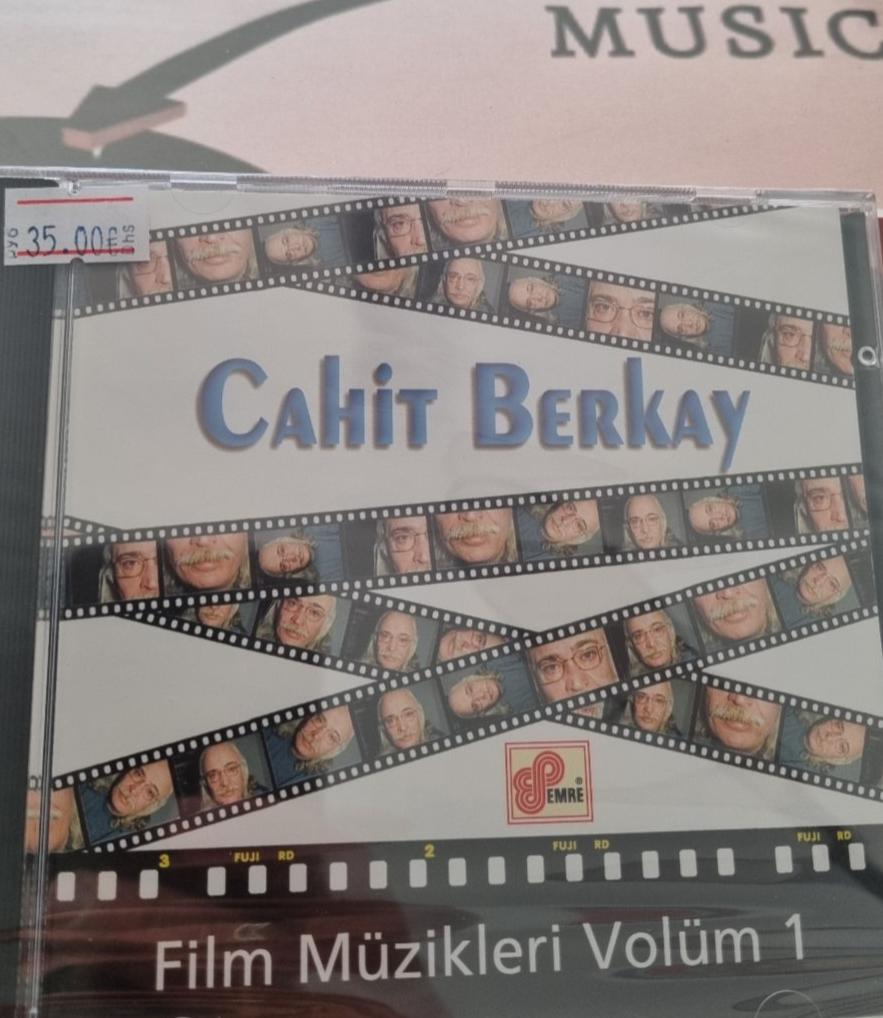 MUSIC
35.00₺
Cahit Berkay
EMRE®
3 FUJI RD 2 FUJI RD FUJI RD
Film Müzikleri Volüm 1